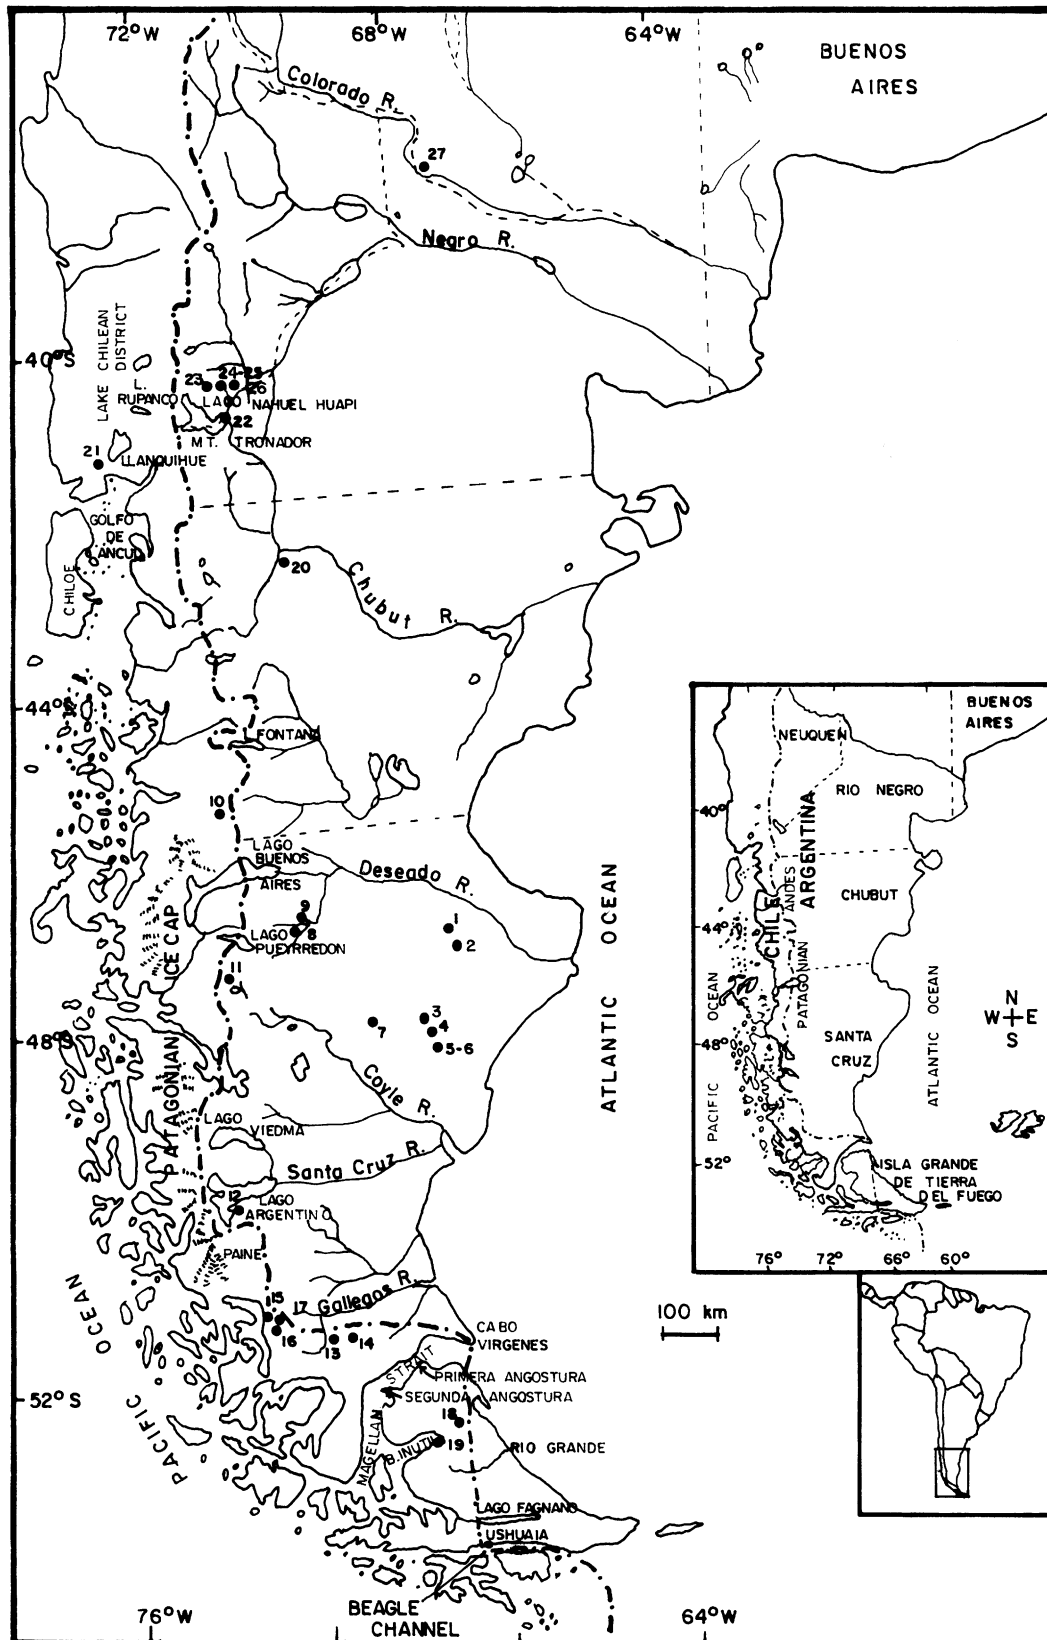 72°W
68°W
64°W
BUENOS
AIRES
Colorado R.
27
Negro R.
LAKE CHILEAN
DISTRICT
40°S
23
24-25
26
RUPANCO
LAGO
NAHUEL HUAPI
22
MT. TRONADOR
21
LLANQUIHUE
GOLFO
DE
ANCUD
CHILOE
20
Chubut R.
44°S
FONTANA
10
LAGO
BUENOS
AIRES
Deseado R.
9
8
LAGO
PUEYRREDON
1
2
11
3
4
5-6
7
48°S
PATAGONIAN ICE CAP
ATLANTIC OCEAN
Coyle R.
LAGO
VIEDMA
Santa Cruz R.
12
LAGO
ARGENTINO
PAINE
15
17
Gallegos R.
16
13
14
CABO
VIRGENES
100 km
STRAIT
PRIMERA ANGOSTURA
SEGUNDA ANGOSTURA
52°S
PACIFIC OCEAN
MAGELLAN
B. INUTIL
18
19
RIO GRANDE
LAGO FAGNANO
USHUAIA
BEAGLE
CHANNEL
76°W
64°W
BUENOS
AIRES
NEUQUEN
RIO NEGRO
40°
CHILE
ARGENTINA
PATAGONIAN ANDES
CHUBUT
44°
PACIFIC OCEAN
ATLANTIC OCEAN
N
W E
S
48°
SANTA
CRUZ
52°
ISLA GRANDE
DE TIERRA
DEL FUEGO
76°
72°
66°
60°